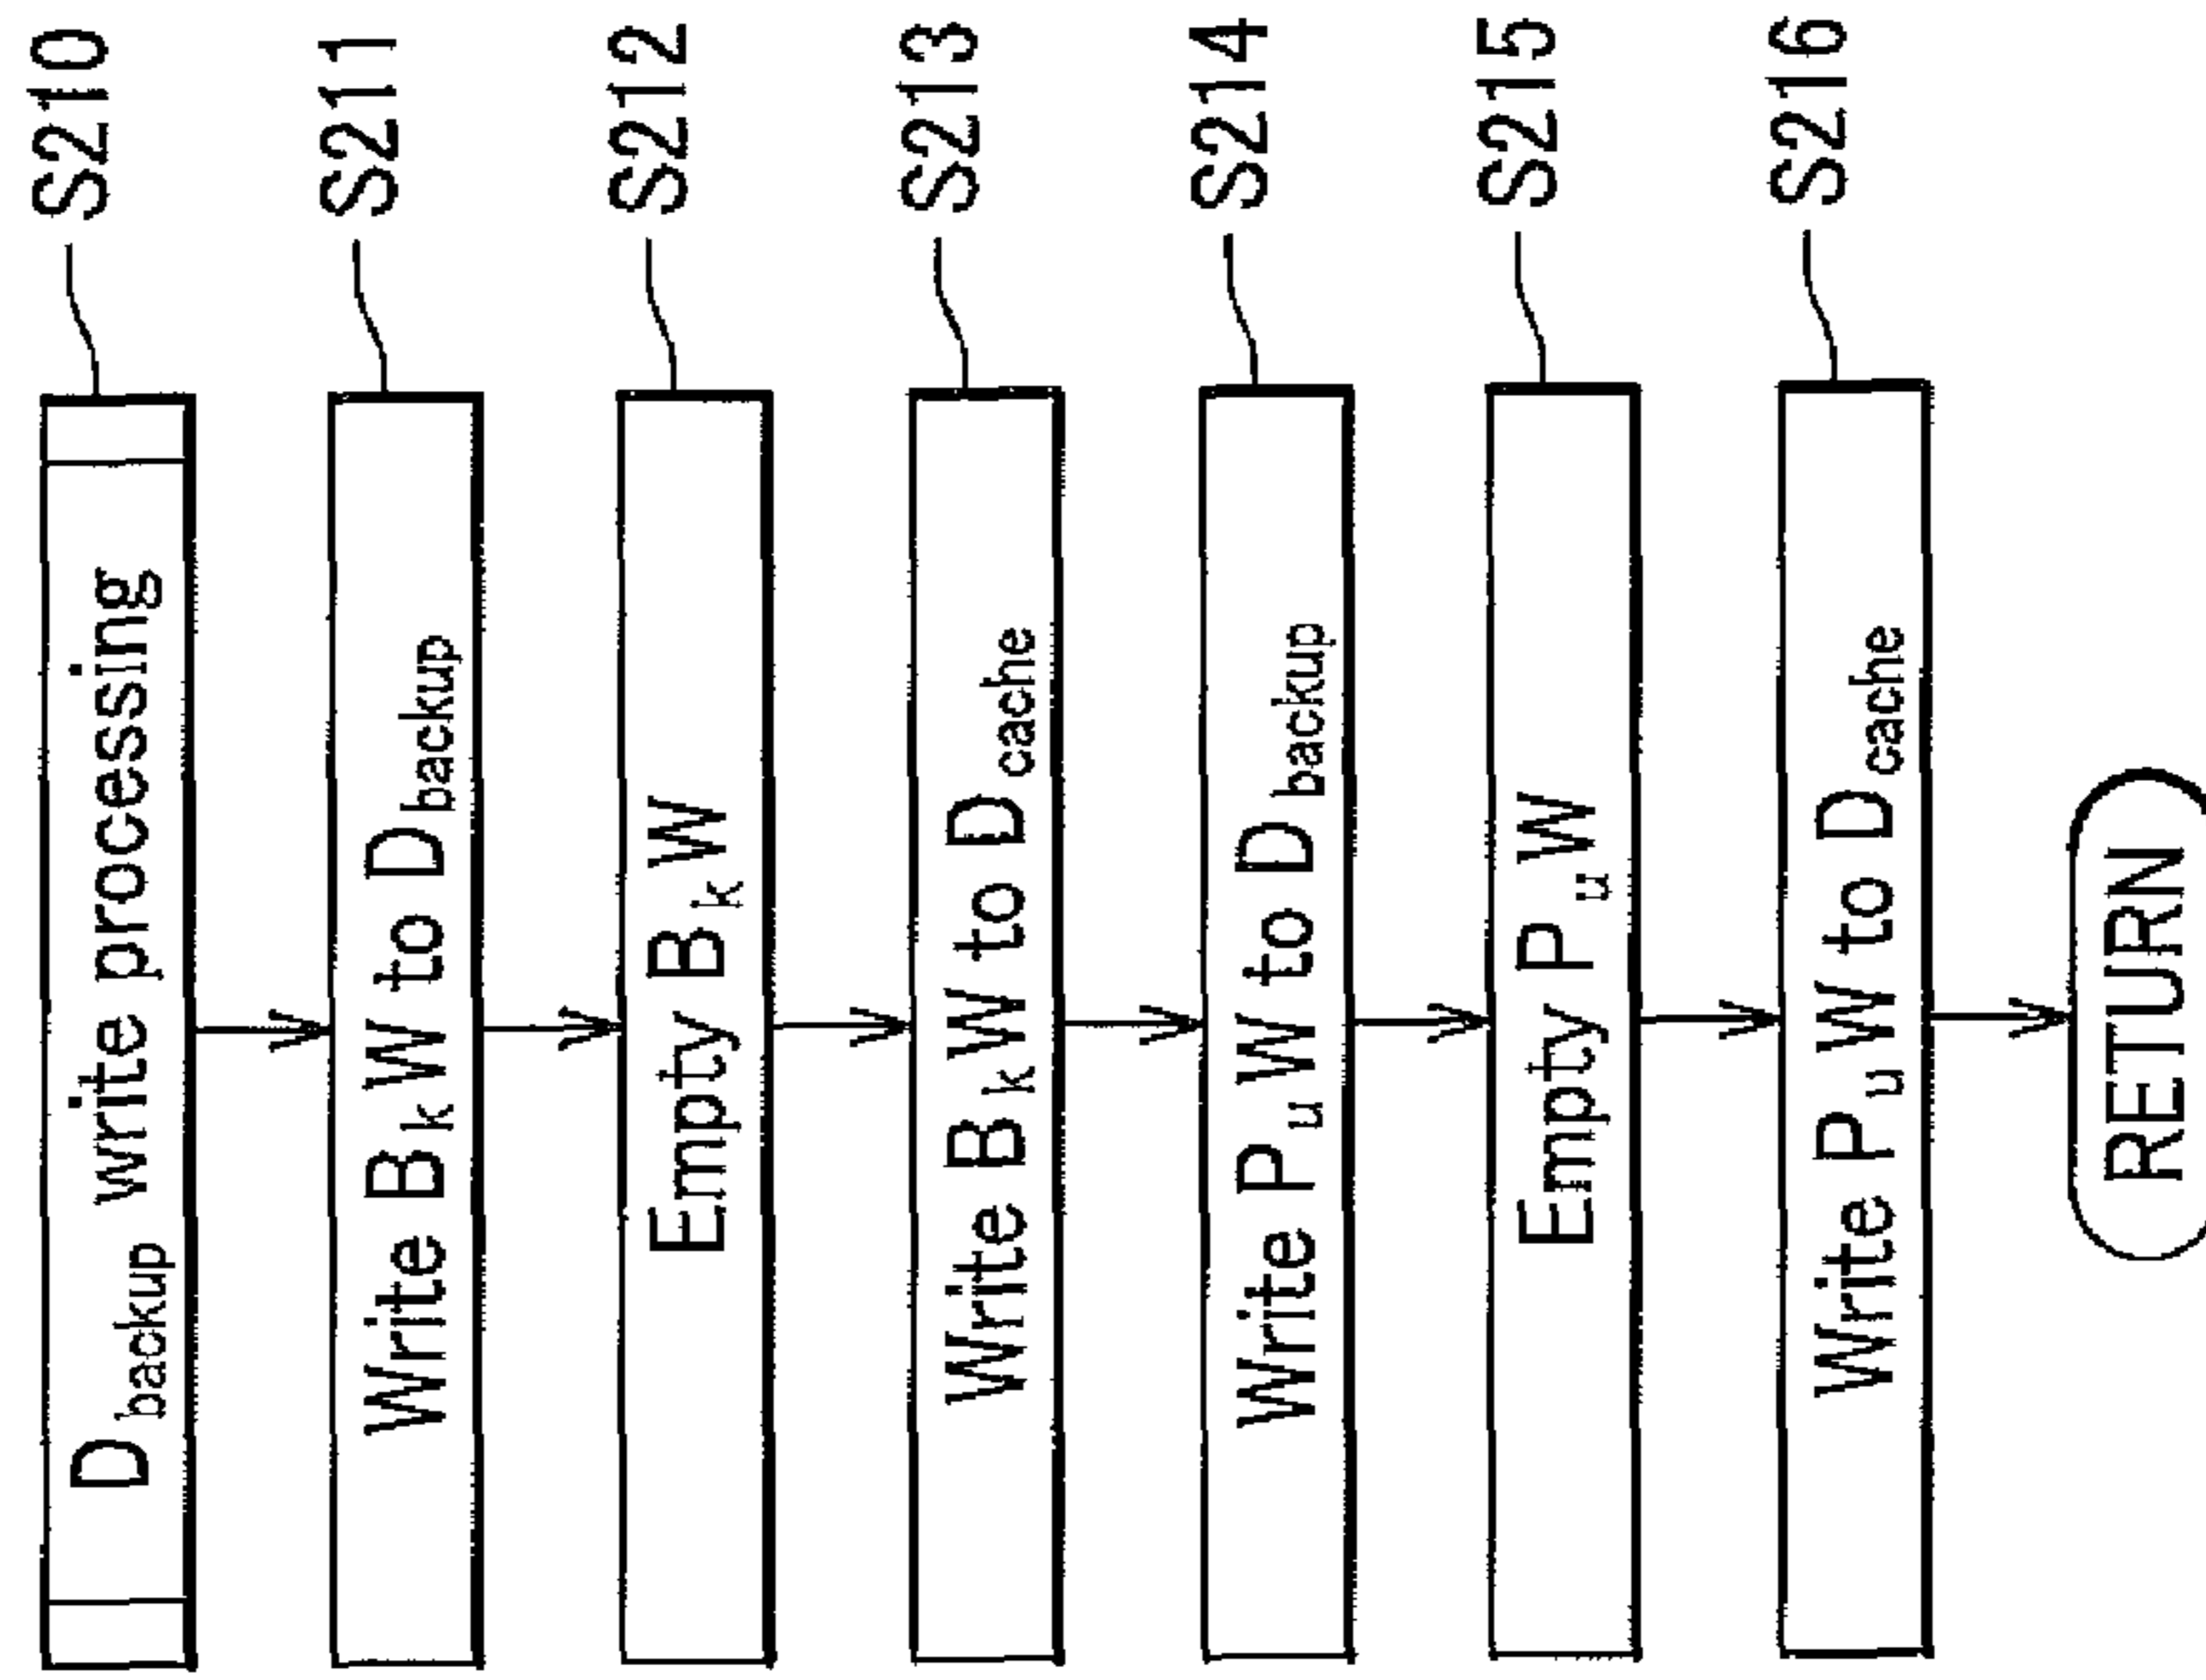 D backup write processing S210
Write B k W to D backup S211
Empty B k W S212
Write B k W to D cache S213
Write P u W to D backup S214
Empty P u W S215
Write P u W to D cache S216
RETURN